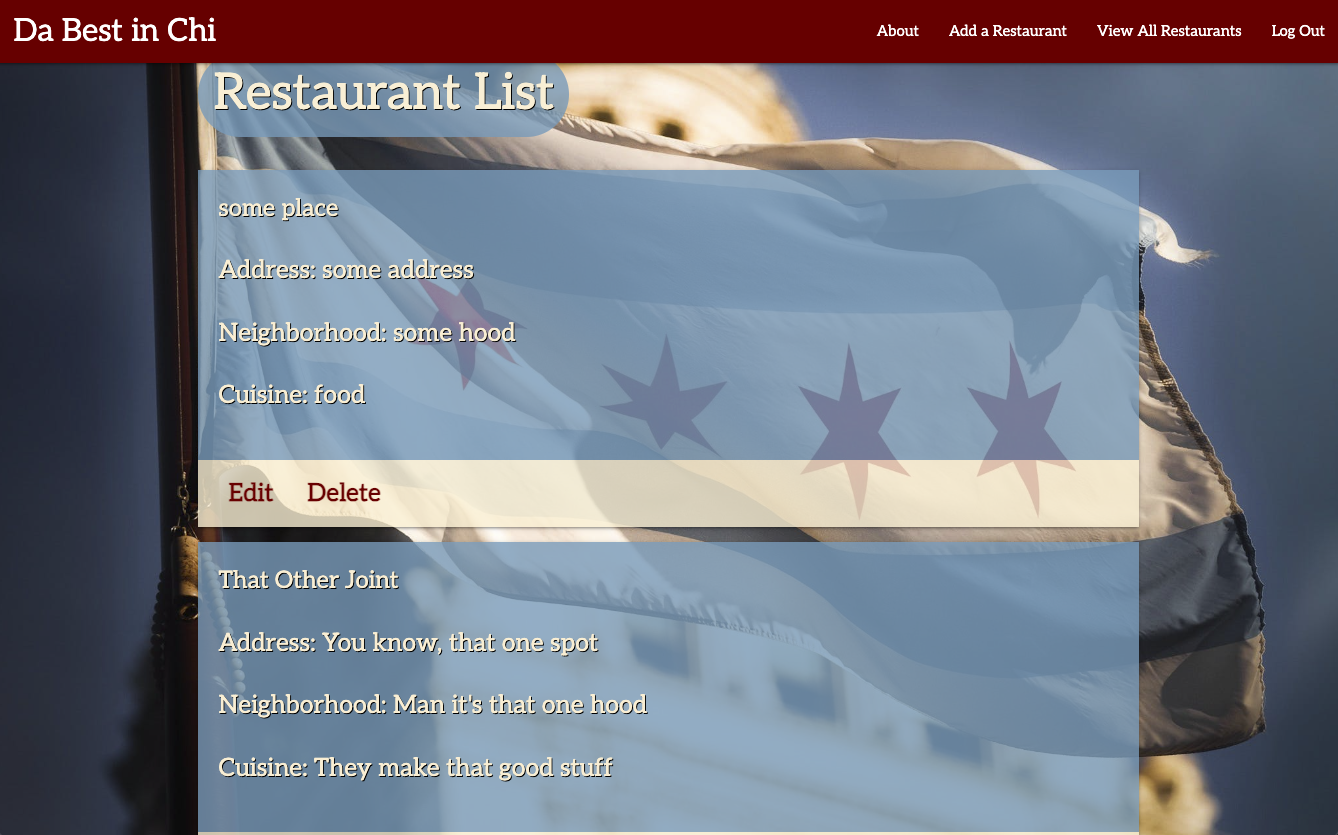 Da Best in Chi
About
Add a Restaurant
View All Restaurants
Log Out
Restaurant List
some place
Address: some address
Neighborhood: some hood
Cuisine: food
Edit
Delete
That Other Joint
Address: You know, that one spot
Neighborhood: Man it's that one hood
Cuisine: They make that good stuff